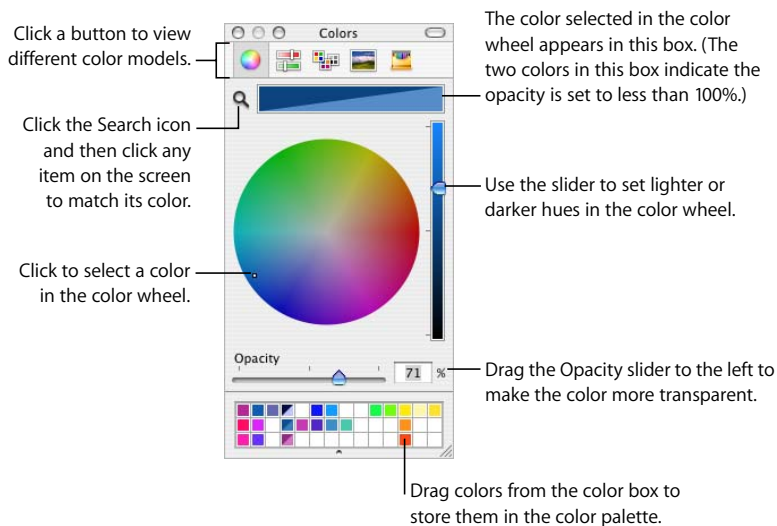 Click a button to view
different color models.
Click the Search icon
and then click any
item on the screen
to match its color.
Click to select a color
in the color wheel.
Colors
Opacity
71 %
The color selected in the color
wheel appears in this box. (The
two colors in this box indicate the
opacity is set to less than 100%.)
Use the slider to set lighter or
darker hues in the color wheel.
Drag the Opacity slider to the left to
make the color more transparent.
Drag colors from the color box to
store them in the color palette.